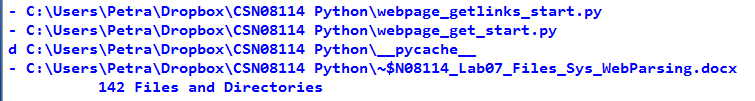 - C:\Users\Petra\Dropbox\CSN08114 Python\webpage_getlinks_start.py
- C:\Users\Petra\Dropbox\CSN08114 Python\webpage_get_start.py
d C:\Users\Petra\Dropbox\CSN08114 Python\__pycache__
- C:\Users\Petra\Dropbox\CSN08114 Python\~$N08114_Lab07_Files_Sys_WebParsing.docx
142 Files and Directories